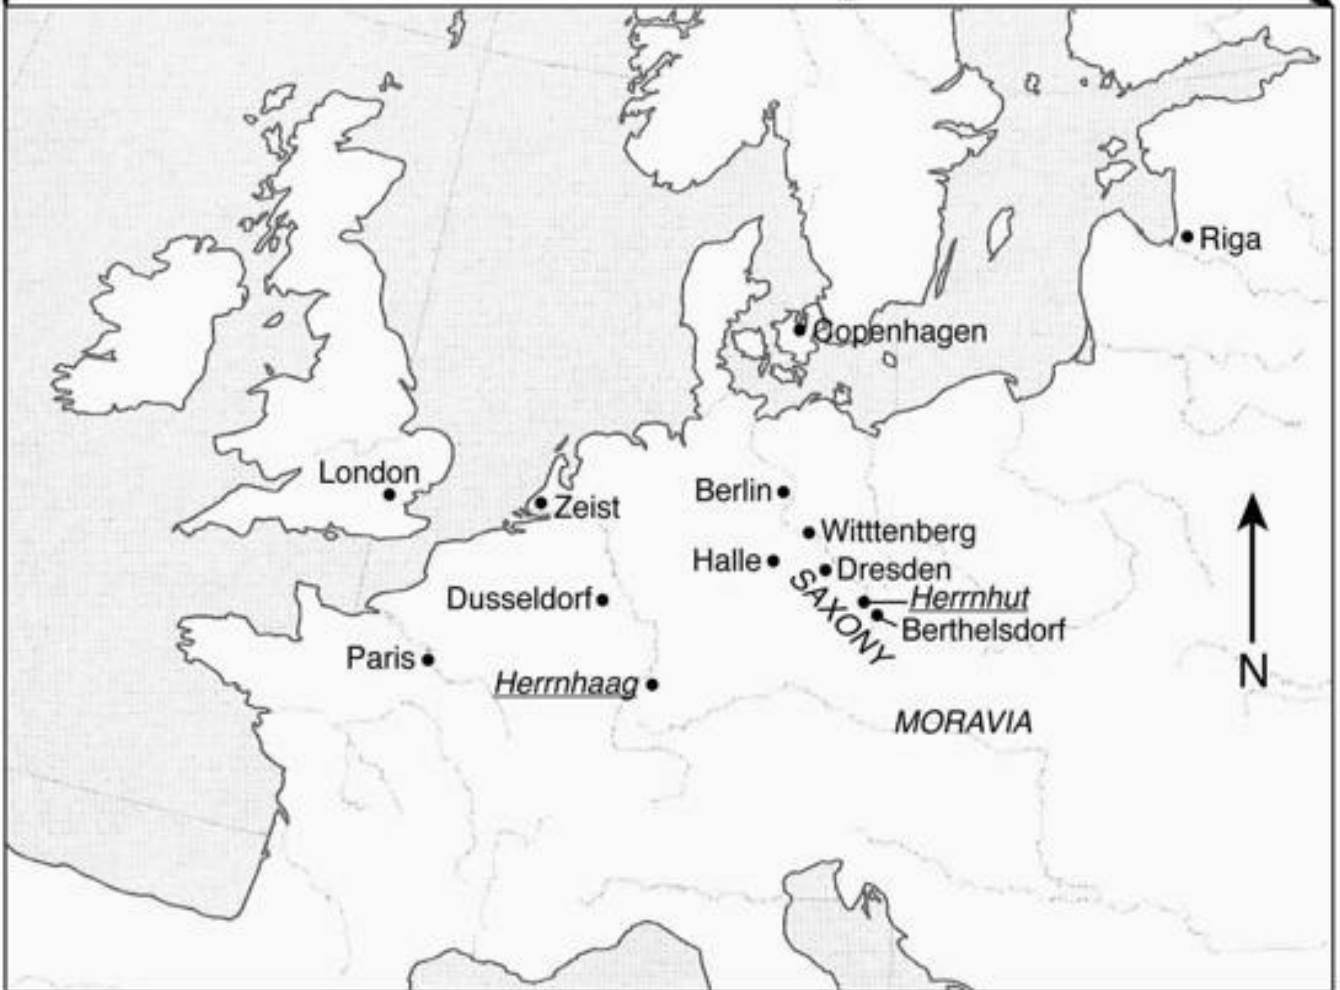 Riga
Copenhagen
London
Zeist
Berlin
Witttenberg
Halle
Dresden
SAXONY
Herrnhut
Berthelsdorf
Dusseldorf
Paris
Herrnhaag
MORAVIA
N